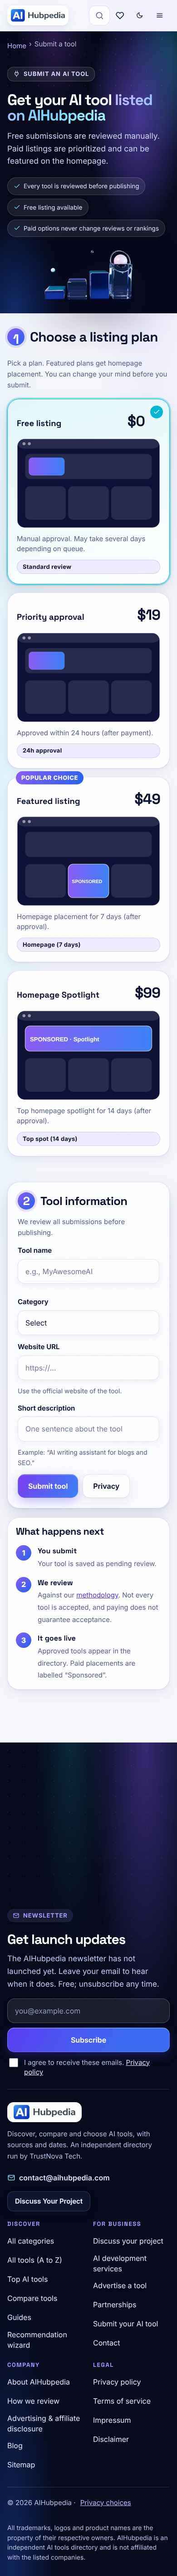 AI Hubpedia
Home › Submit a tool
SUBMIT AN AI TOOL
Get your AI tool listed
on AIHubpedia
Free submissions are reviewed manually.
Paid listings are prioritized and can be
featured on the homepage.
Every tool is reviewed before publishing
Free listing available
Paid options never change reviews or rankings
1 Choose a listing plan
Pick a plan. Featured plans get homepage
placement. You can change your mind before you
submit.
Free listing $0
Manual approval. May take several days
depending on queue.
Standard review
Priority approval $19
Approved within 24 hours (after payment).
24h approval
POPULAR CHOICE
Featured listing $49
SPONSORED
Homepage placement for 7 days (after
approval).
Homepage (7 days)
Homepage Spotlight $99
SPONSORED · Spotlight
Top homepage spotlight for 14 days (after
approval).
Top spot (14 days)
2 Tool information
We review all submissions before
publishing.
Tool name
e.g., MyAwesomeAI
Category
Select
Website URL
https://...
Use the official website of the tool.
Short description
One sentence about the tool
Example: “AI writing assistant for blogs and
SEO.”
Submit tool Privacy
What happens next
1 You submit
Your tool is saved as pending review.
2 We review
Against our methodology. Not every
tool is accepted, and paying does not
guarantee acceptance.
3 It goes live
Approved tools appear in the
directory. Paid placements are
labelled “Sponsored”.
NEWSLETTER
Get launch updates
The AIHubpedia newsletter has not
launched yet. Leave your email to hear
when it does. Free; unsubscribe any time.
you@example.com
Subscribe
I agree to receive these emails. Privacy
policy
AI Hubpedia
Discover, compare and choose AI tools, with
sources and dates. An independent directory
run by TrustNova Tech.
contact@aihubpedia.com
Discuss Your Project
DISCOVER
All categories
All tools (A to Z)
Top AI tools
Compare tools
Guides
Recommendation
wizard
FOR BUSINESS
Discuss your project
AI development
services
Advertise a tool
Partnerships
Submit your AI tool
Contact
COMPANY
About AIHubpedia
How we review
Advertising & affiliate
disclosure
Blog
Sitemap
LEGAL
Privacy policy
Terms of service
Impressum
Disclaimer
© 2026 AIHubpedia · Privacy choices
All trademarks, logos and product names are the
property of their respective owners. AIHubpedia is an
independent AI tools directory and is not affiliated
with the listed companies.